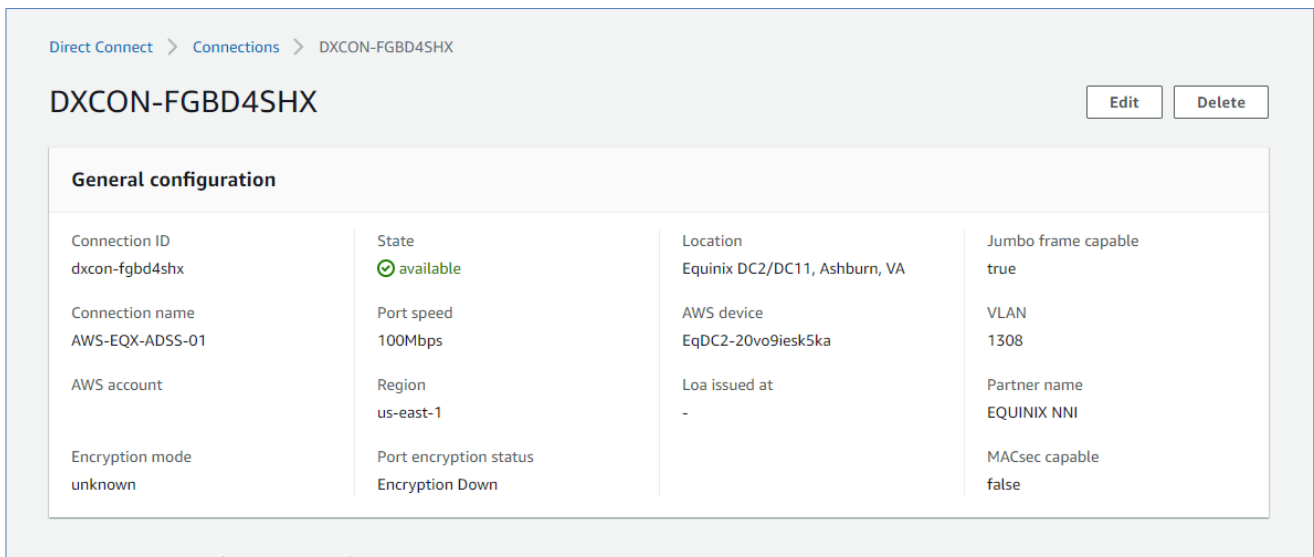 Direct Connect > Connections > DXCON-FGBD4SHX
DXCON-FGBD4SHX
Edit
Delete
General configuration
Connection ID
dxcon-fgbd4shx
Connection name
AWS-EQX-ADSS-01
AWS account
Encryption mode
unknown
State
available
Port speed
100Mbps
Region
us-east-1
Port encryption status
Encryption Down
Location
Equinix DC2/DC11, Ashburn, VA
AWS device
EqDC2-20vo9iesk5ka
Loa issued at
-
Jumbo frame capable
true
VLAN
1308
Partner name
EQUINIX NNI
MACsec capable
false